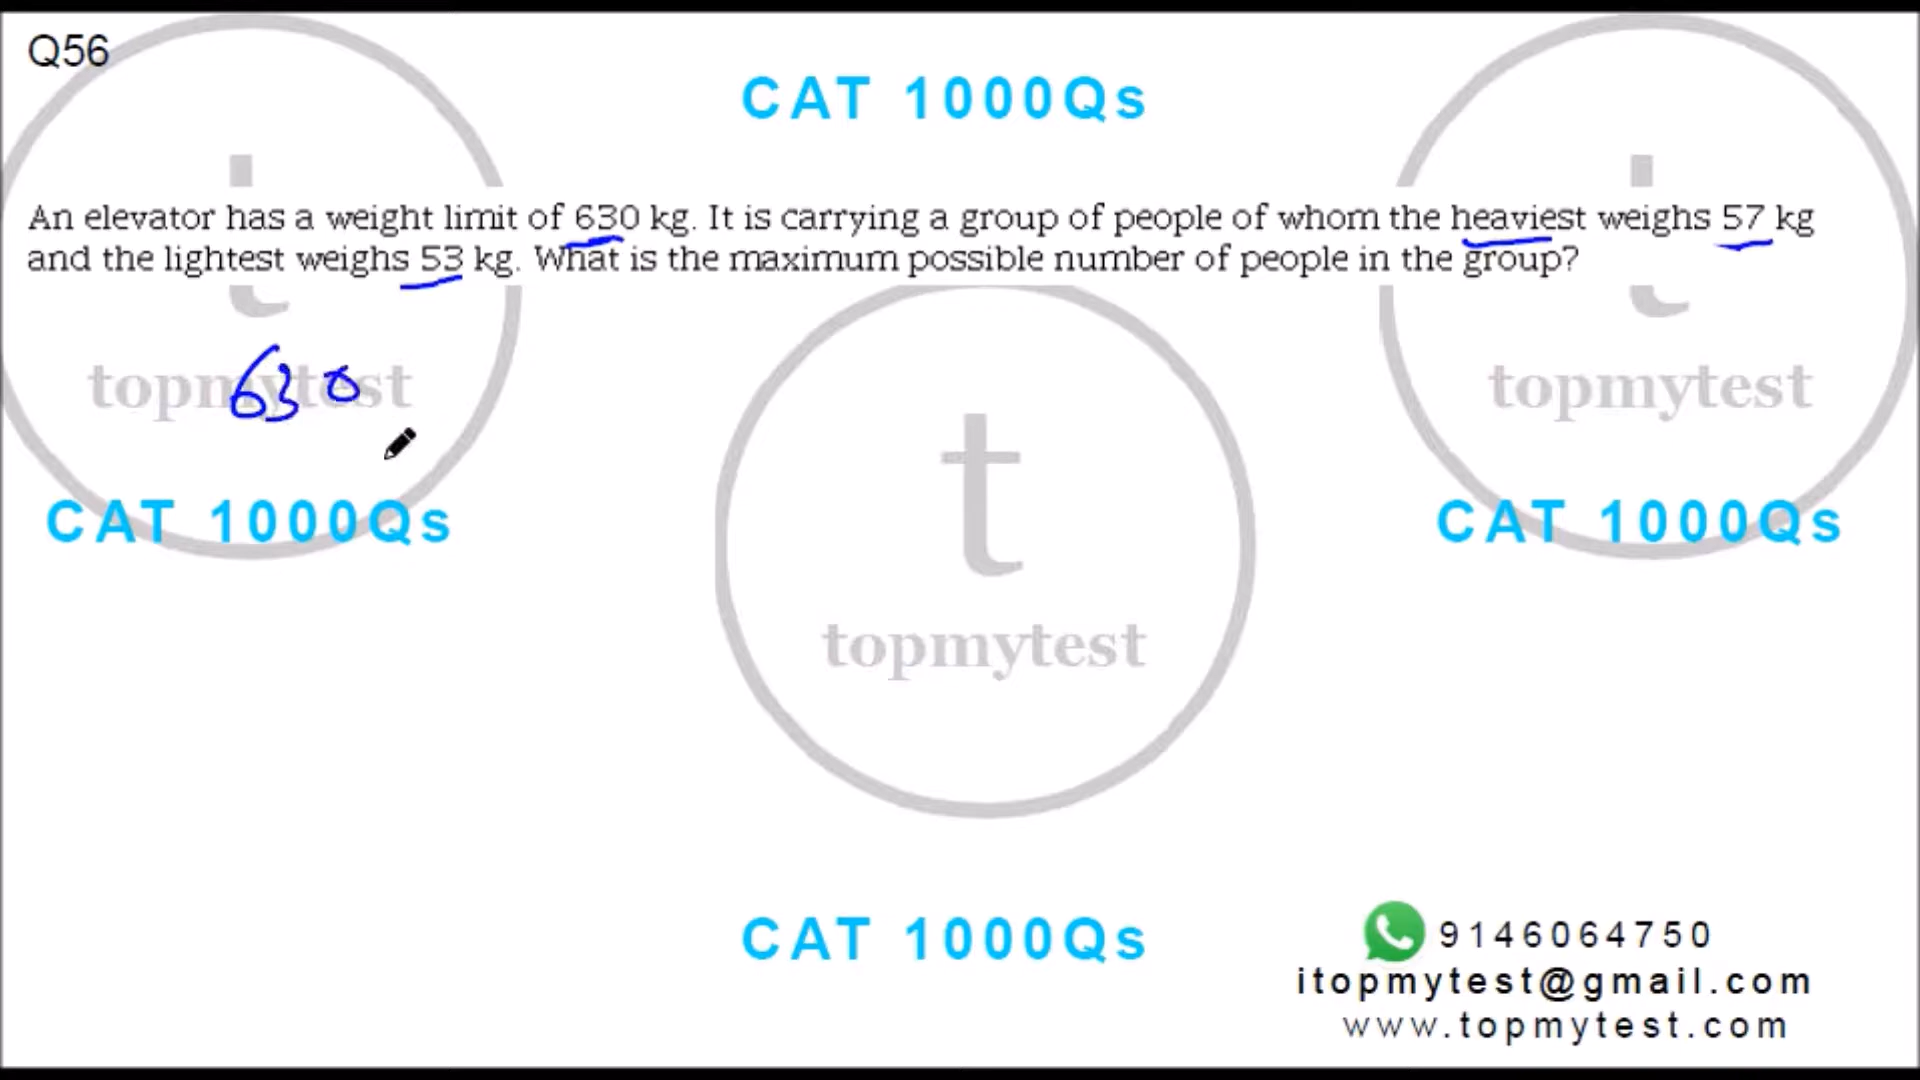 Q56
CAT 1000Qs
t
t
An elevator has a weight limit of 630 kg. It is carrying a group of people of whom the heaviest weighs 57 kg
and the lightest weighs 53 kg. What is the maximum possible number of people in the group?
topmytest
630
topmytest
t
CAT 1000Qs
CAT 1000Qs
topmytest
CAT 1000Qs
9146064750
itopmytest@gmail.com
www.topmytest.com